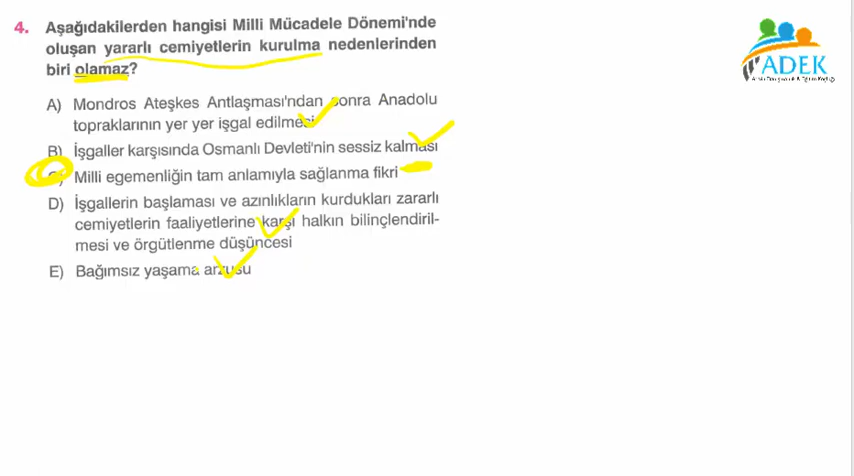 4. Aşağıdakilerden hangisi Milli Mücadele Dönemi'nde
oluşan yararlı cemiyetlerin kurulma nedenlerinden
biri olamaz?
A) Mondros Ateşkes Antlaşması'ndan sonra Anadolu
topraklarının yer yer işgal edilmesi
B) İşgaller karşısında Osmanlı Devleti'nin sessiz kalması
C) Milli egemenliğin tam anlamıyla sağlanma fikri
D) İşgallerin başlaması ve azınlıkların kurdukları zararlı
cemiyetlerin faaliyetlerine karşı halkın bilinçlendiril-
mesi ve örgütlenme düşüncesi
E) Bağımsız yaşama arzusu
ADEK